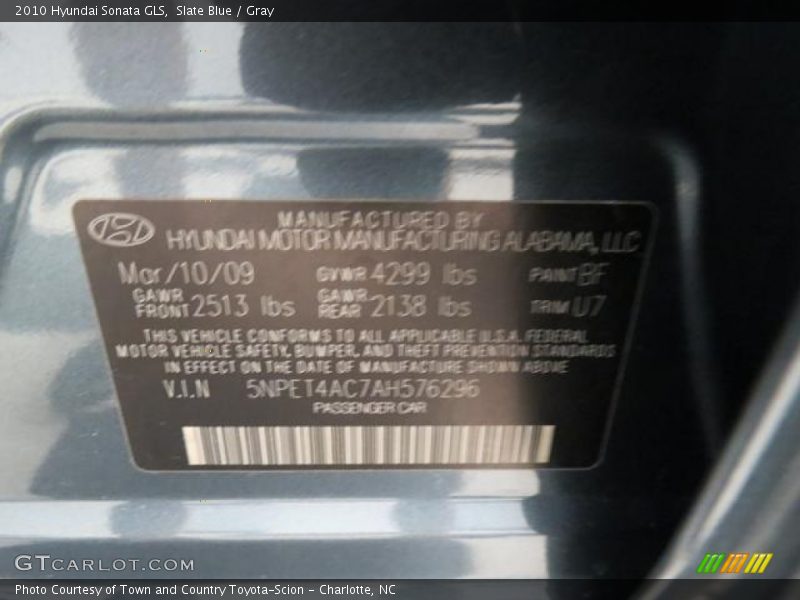 2010 Hyundai Sonata GLS, Slate Blue / Gray
MANUFACTURED BY
HYUNDAI MOTOR MANUFACTURING ALABAMA, LLC
Mar/10/09 GVWR 4299 lbs PAINT BF
GAWR FRONT 2513 lbs GAWR REAR 2138 lbs TRIM U7
THIS VEHICLE CONFORMS TO ALL APPLICABLE U.S.A. FEDERAL
MOTOR VEHICLE SAFETY, BUMPER, AND THEFT PREVENTION STANDARDS
IN EFFECT ON THE DATE OF MANUFACTURE SHOWN ABOVE
V.I.N 5NPET4AC7AH576296
PASSENGER CAR
GTCARLOT.COM
Photo Courtesy of Town and Country Toyota-Scion - Charlotte, NC